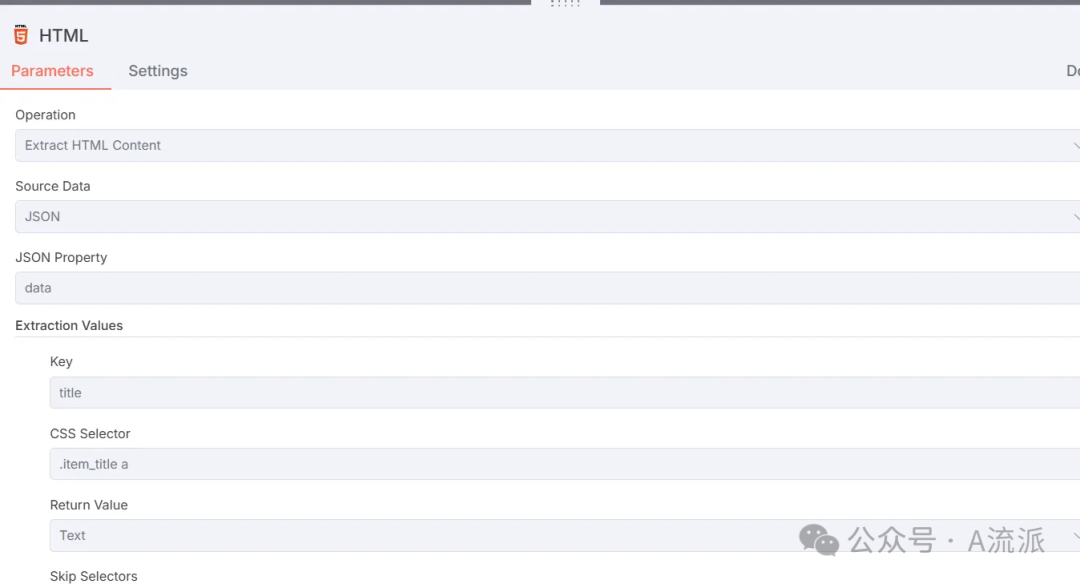 HTML
Parameters Settings
Operation
Extract HTML Content
Source Data
JSON
JSON Property
data
Extraction Values
Key
title
CSS Selector
.item_title a
Return Value
Text
公众号 · A流派
Skip Selectors